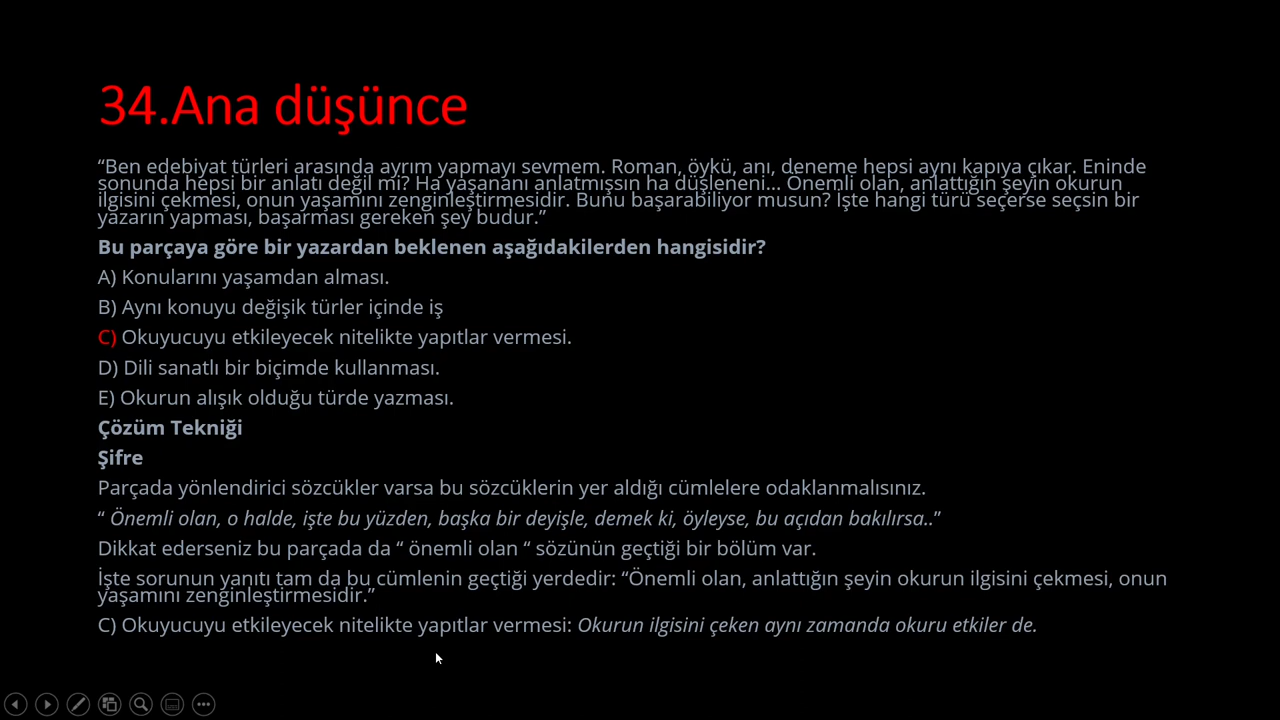 34.Ana düşünce
“Ben edebiyat türleri arasında ayrım yapmayı sevmem. Roman, öykü, anı, deneme hepsi aynı kapıya çıkar. Eninde
sonunda hepsi bir anlatı değil mi? Ha yaşananı anlatmışsın ha düşleneni... Önemli olan, anlattığın şeyin okurun
ilgisini çekmesi, onun yaşamını zenginleştirmesidir. Bunu başarabiliyor musun? İşte hangi türü seçerse seçsin bir
yazarın yapması, başarması gereken şey budur.”
Bu parçaya göre bir yazardan beklenen aşağıdakilerden hangisidir?
A) Konularını yaşamdan alması.
B) Aynı konuyu değişik türler içinde iş
C) Okuyucuyu etkileyecek nitelikte yapıtlar vermesi.
D) Dili sanatlı bir biçimde kullanması.
E) Okurun alışık olduğu türde yazması.
Çözüm Tekniği
Şifre
Parçada yönlendirici sözcükler varsa bu sözcüklerin yer aldığı cümlelere odaklanmalısınız.
“ Önemli olan, o halde, işte bu yüzden, başka bir deyişle, demek ki, öyleyse, bu açıdan bakılırsa..”
Dikkat ederseniz bu parçada da “ önemli olan “ sözünün geçtiği bir bölüm var.
İşte sorunun yanıtı tam da bu cümlenin geçtiği yerdedir: “Önemli olan, anlattığın şeyin okurun ilgisini çekmesi, onun
yaşamını zenginleştirmesidir.”
C) Okuyucuyu etkileyecek nitelikte yapıtlar vermesi: Okurun ilgisini çeken aynı zamanda okuru etkiler de.